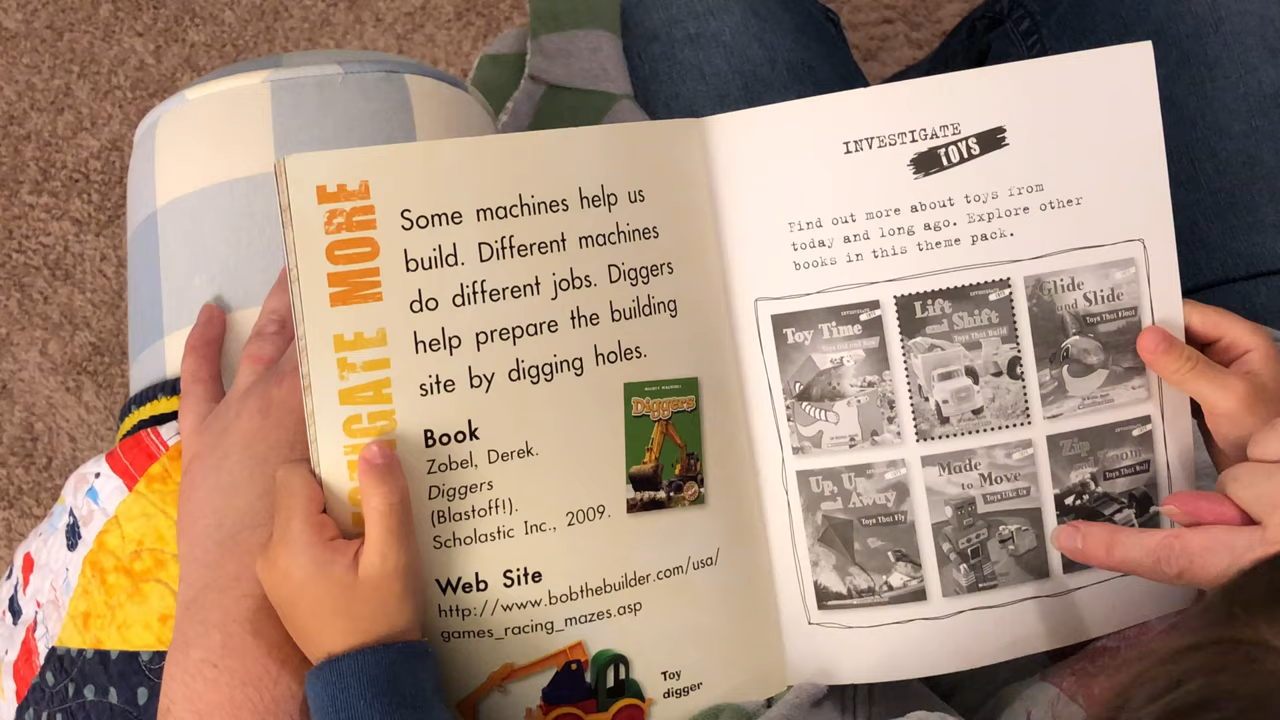 INVESTIGATE MORE
Some machines help us
build. Different machines
do different jobs. Diggers
help prepare the building
site by digging holes.
Book
Zobel, Derek.
Diggers
(Blastoff!).
Scholastic Inc., 2009.
Diggers
Web Site
http://www.bobthebuilder.com/usa/
games_racing_mazes.asp
Toy
digger
INVESTIGATE
TOYS
Find out more about toys from
today and long ago. Explore other
books in this theme pack.
Toy Time
Toys Old and New
Lift
and Shift
Toys That Build
Glide
and Slide
Toys That Float
Up, Up
and Away
Toys That Fly
Made
to Move
Toys Like Us
Zip
Zoom
Toys That Roll